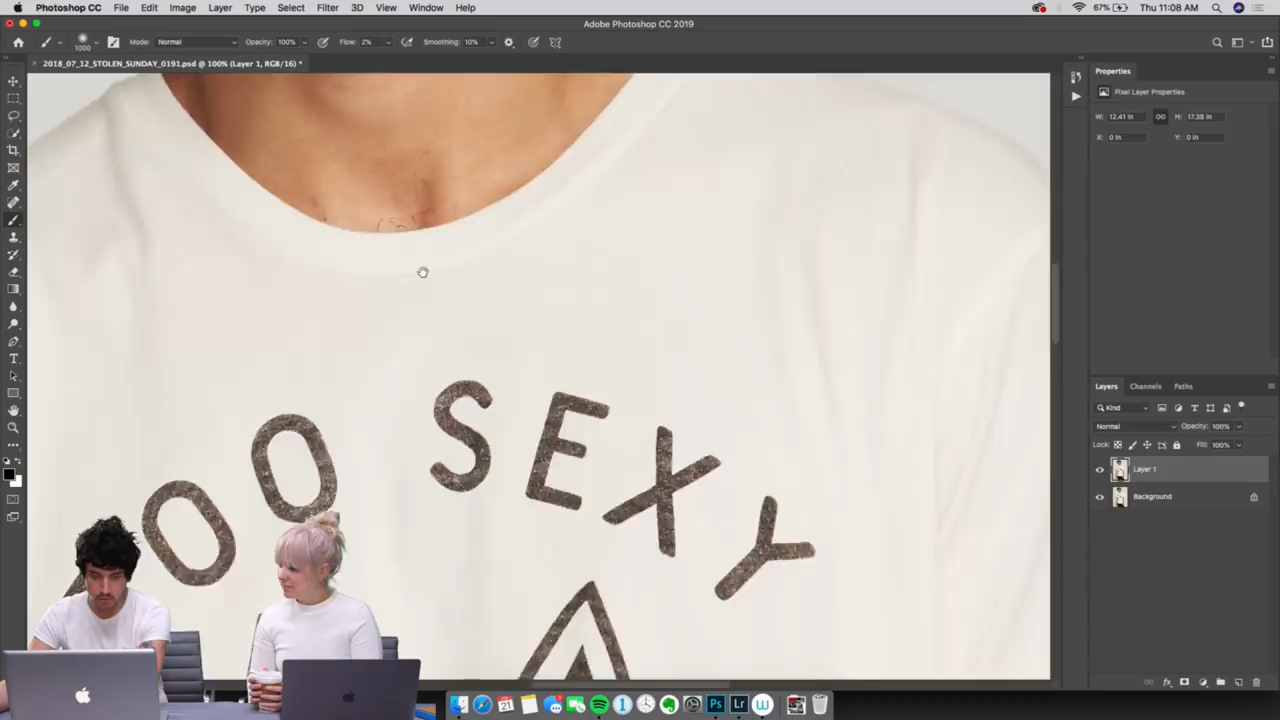 Photoshop CC File Edit Image Layer Type Select Filter 3D View Window Help 67% Thu 11:08 AM
Adobe Photoshop CC 2019
1000 Mode: Normal Opacity: 100% Flow: 2% Smoothing: 10%
2018_07_12_STOLEN_SUNDAY_0191.psd @ 100% (Layer 1, RGB/16) *
Properties
Pixel Layer Properties
W: 12.41 in H: 17.38 in
X: 0 in Y: 0 in
OO SEXY
Layers Channels Paths
Kind
Normal Opacity: 100%
Lock: Fill: 100%
Layer 1
Background
Ps Lr